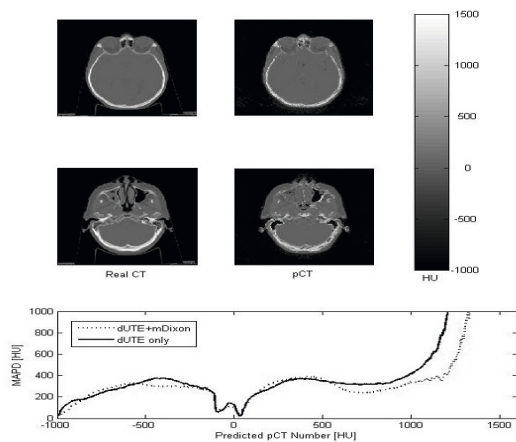 1500
1000
500
0
-500
-1000
Real CT
pCT
HU
1000
800
600
400
200
0
MAPD [HU]
dUTE+mDixon
dUTE only
-1000
-500
0
500
1000
1500
Predicted pCT Number [HU]